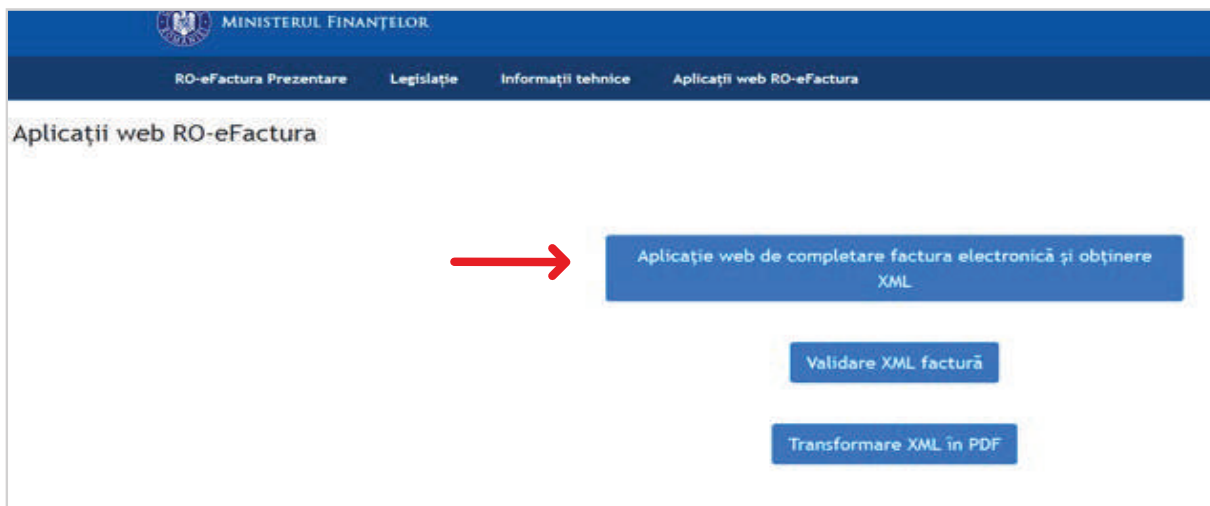 MINISTERUL FINANȚELOR
RO-eFactura Prezentare Legislație Informații tehnice Aplicații web RO-eFactura
Aplicații web RO-eFactura
Aplicație web de completare factura electronică și obținere
XML
Validare XML factură
Transformare XML în PDF